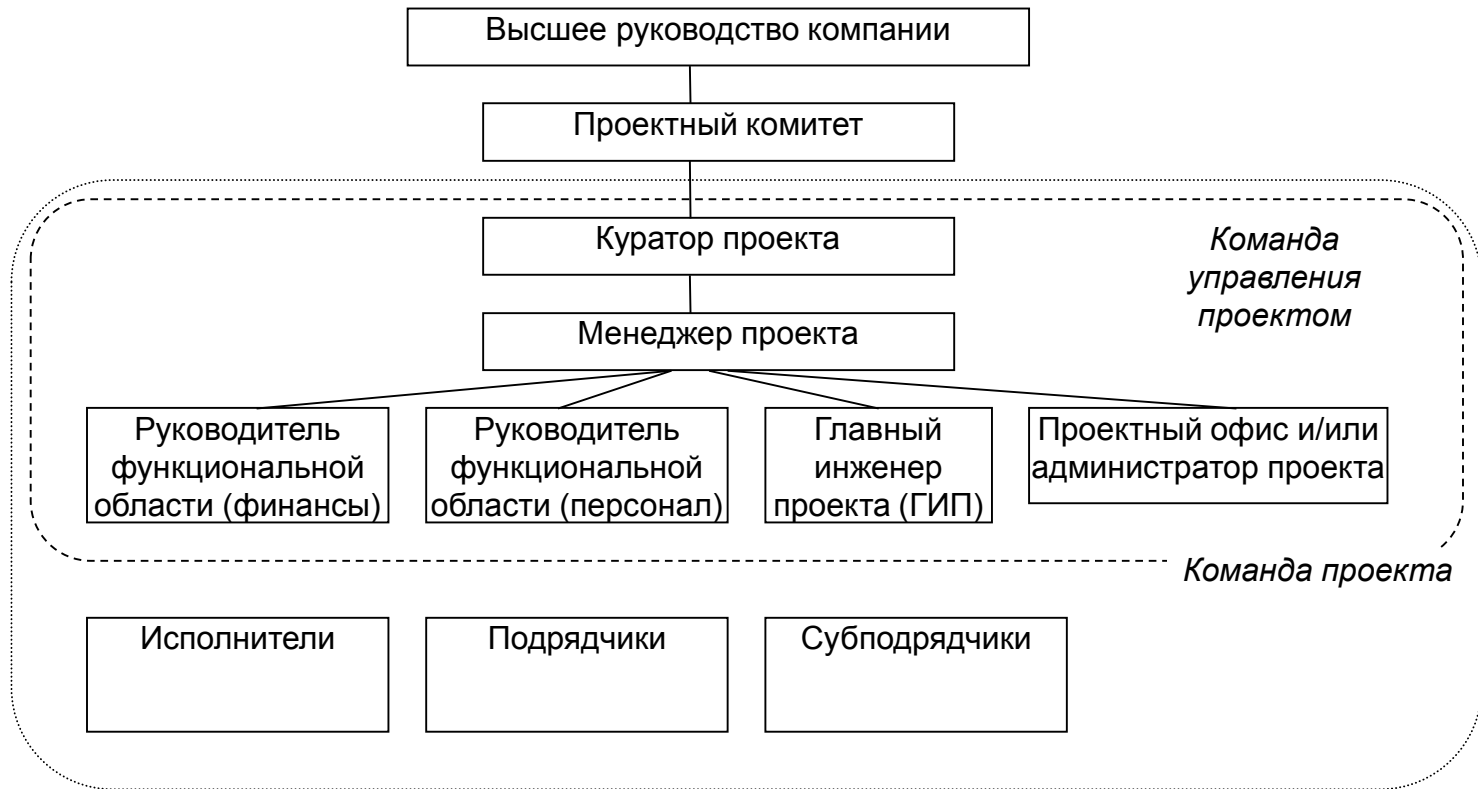 Высшее руководство компании
Проектный комитет
Куратор проекта
Команда
управления
проектом
Менеджер проекта
Руководитель
функциональной
области (финансы)
Руководитель
функциональной
области (персонал)
Главный
инженер
проекта (ГИП)
Проектный офис и/или
администратор проекта
Команда проекта
Исполнители
Подрядчики
Субподрядчики